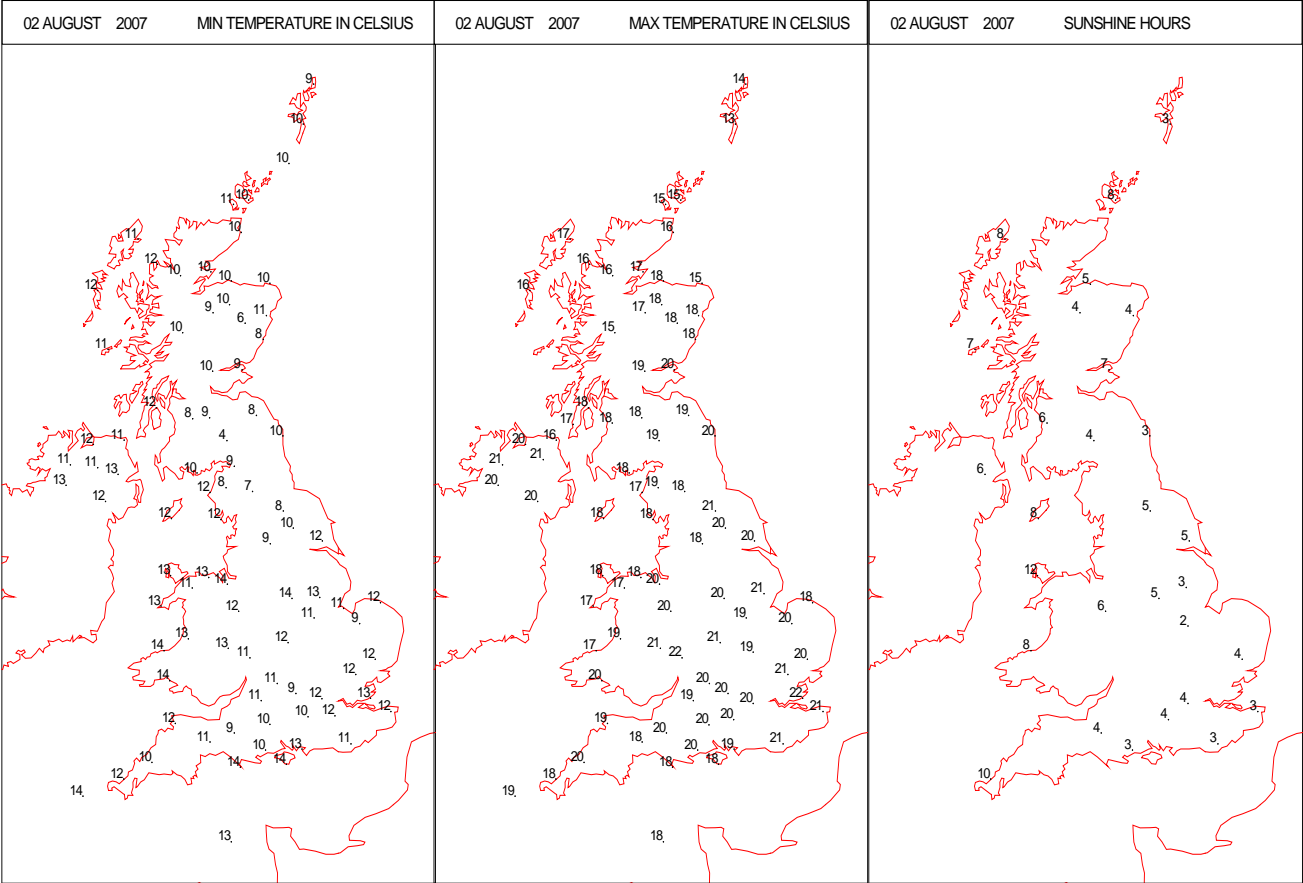 02 AUGUST 2007 MIN TEMPERATURE IN CELSIUS
9
10
10
11 10
10
11
12 10 10
12 10 10
9 10 11
10 6 8
11
10 9
12
8 9 8
12 11 4 10
11 11 13 10 9
13 12 12 8 7
12 12 8
10
9 12
13 11 13 14
13 12 14 13 11 12
11 9
14 13 13 11 12
14 11 9 12 12 13
11 12
12 9 10 10 12
11 10 13 11
10 14 14
12
14
13
02 AUGUST 2007 MAX TEMPERATURE IN CELSIUS
14
13
15 15
16
17
16 16 17
16 18 15
17 18 18
15 18 18
19 20
18
17 18 18 19
20 16 19 20
21 21 18
20 20 17 19 18
18 18 21
20
18 20
18 17 18 20
17 20 20 19 21 18
20
17 19 21 22 21 19
20 20 21
20 19 20 20 22
21
19 20 20 20
18 20 19 21
20 18 18
18
19
18
02 AUGUST 2007 SUNSHINE HOURS
3
8
8
5
4 4
7
7
6
4 3
6
8 5
5
12
3
5
6
2
8 4
4 3
4 4
3 3
10